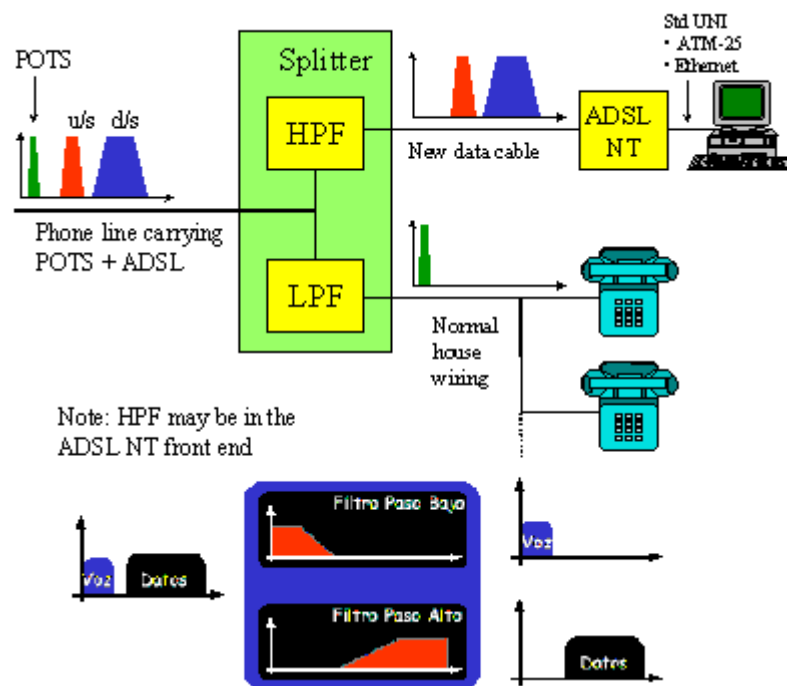 Std UNI
• ATM-25
• Ethernet
POTS
Splitter
u/s d/s
HPF
ADSL
NT
New data cable
Phone line carrying
POTS + ADSL
LPF
Normal
house
wiring
Note: HPF may be in the
ADSL NT front end
Filtro Paso Bajo
Voz
Voz
Datos
Filtro Paso Alto
Datos